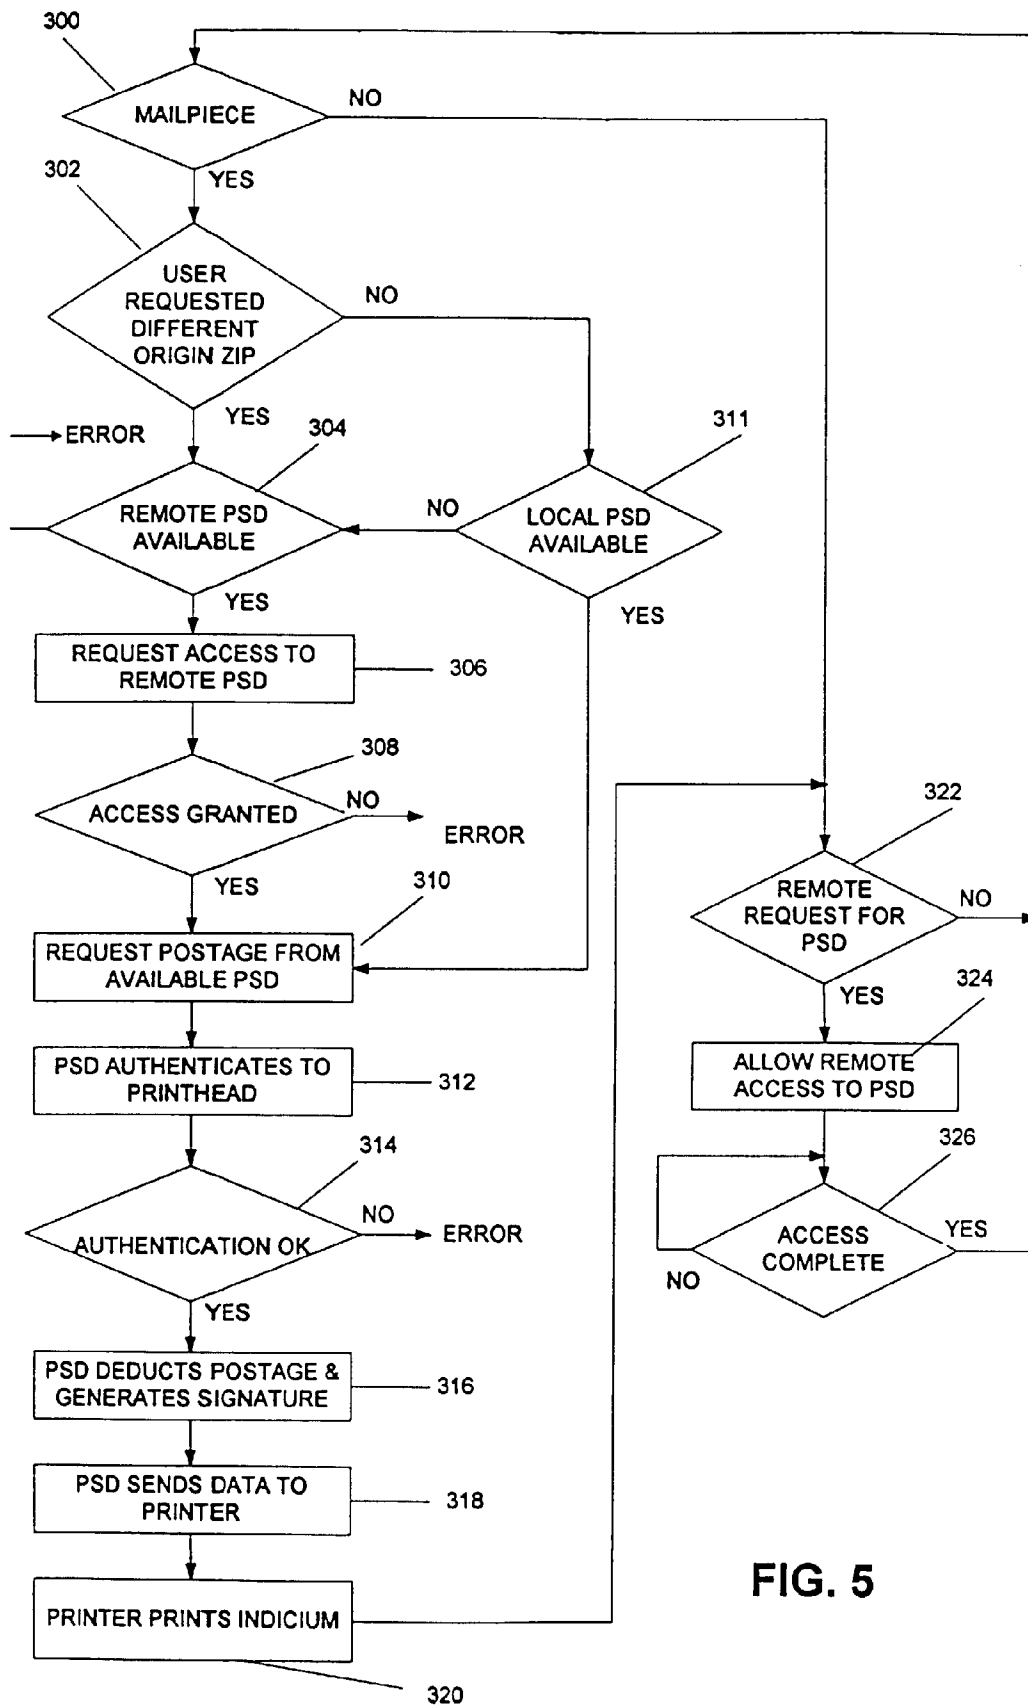 300
MAILPIECE
NO
YES
302
USER
REQUESTED
DIFFERENT
ORIGIN ZIP
NO
YES
ERROR
304
311
REMOTE PSD
AVAILABLE
NO
LOCAL PSD
AVAILABLE
YES
YES
REQUEST ACCESS TO
REMOTE PSD
306
308
ACCESS GRANTED
NO
ERROR
YES
310
REQUEST POSTAGE FROM
AVAILABLE PSD
PSD AUTHENTICATES TO
PRINTHEAD
312
314
AUTHENTICATION OK
NO
ERROR
YES
PSD DEDUCTS POSTAGE &
GENERATES SIGNATURE
316
PSD SENDS DATA TO
PRINTER
318
PRINTER PRINTS INDICIUM
320
322
REMOTE
REQUEST FOR
PSD
NO
YES
324
ALLOW REMOTE
ACCESS TO PSD
326
ACCESS
COMPLETE
YES
NO
FIG. 5